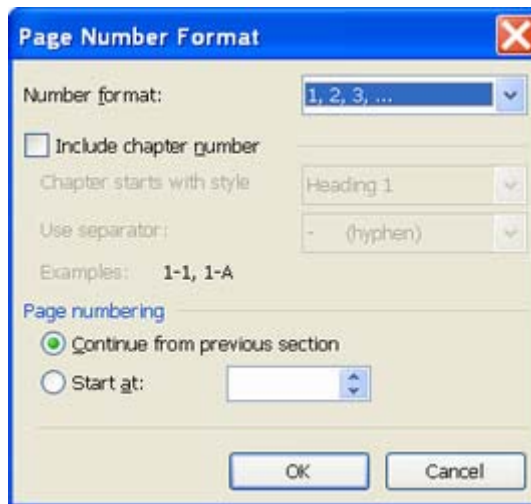 Page Number Format
Number format: 1, 2, 3, ...
Include chapter number
Chapter starts with style Heading 1
Use separator: - (hyphen)
Examples: 1-1, 1-A
Page numbering
Continue from previous section
Start at:
OK Cancel